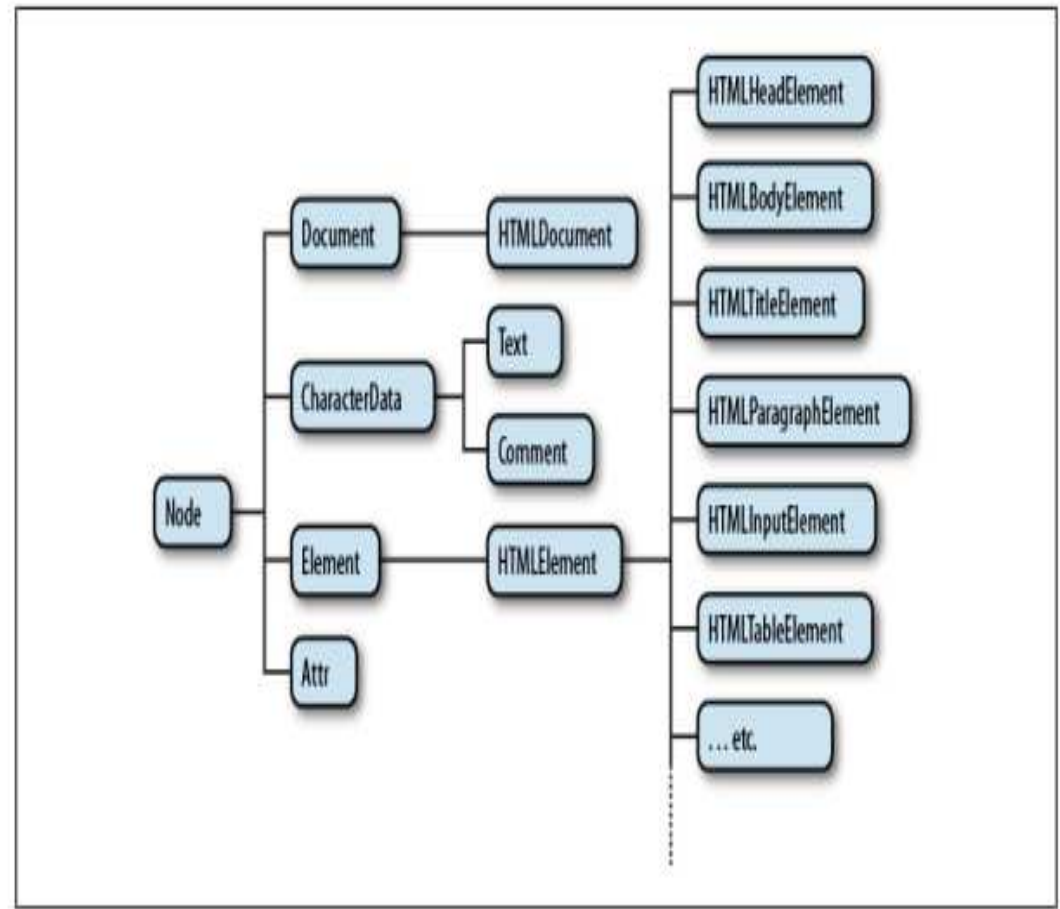 HTMLHeadElement
HTMLBodyElement
Document
HTMLDocument
HTMLTitleElement
Text
CharacterData
HTMLParagraphElement
Comment
Node
HTMLInputElement
Element
HTMLElement
HTMLTableElement
Attr
. . . etc.